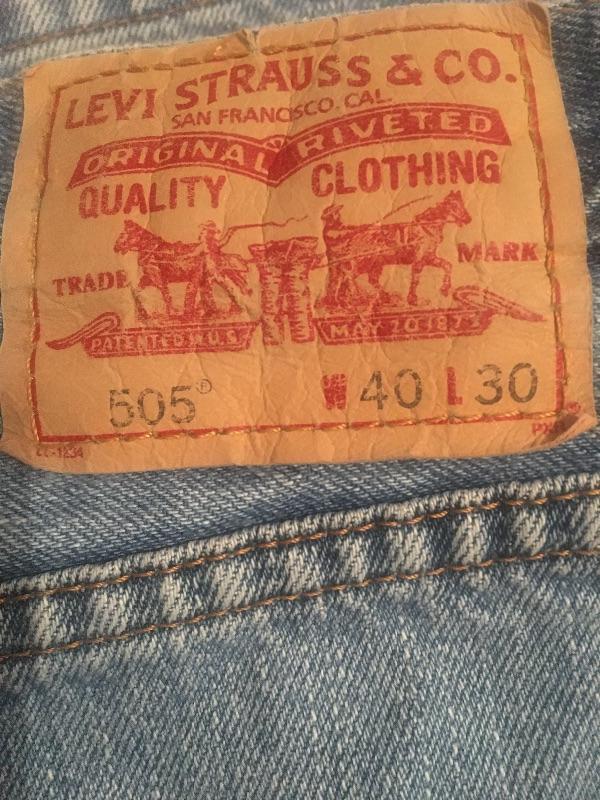 LEVI STRAUSS & CO.
SAN FRANCISCO, CAL.
ORIGINAL RIVETED
QUALITY CLOTHING
TRADE MARK
PATENTED IN U.S. MAY 20 1873
505® W 40 L 30